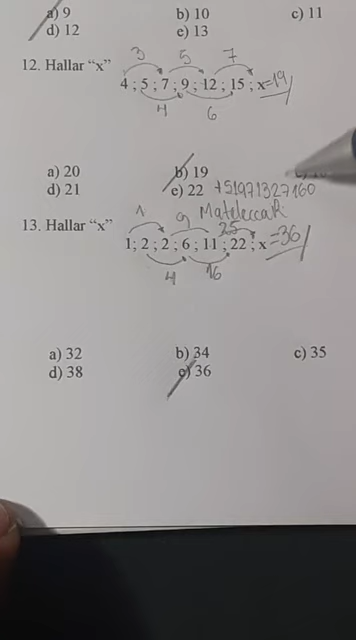 a) 9 b) 10 c) 11
d) 12 e) 13
12. Hallar “x”
3 5 7
4 ; 5 ; 7 ; 9 ; 12 ; 15 ; x=19
4 6
a) 20 b) 19
d) 21 e) 22 +51971327160
MateleccaR
13. Hallar “x”
1 9 25
1; 2 ; 2 ; 6 ; 11 ; 22 ; x =36
4 16
a) 32 b) 34 c) 35
d) 38 e) 36